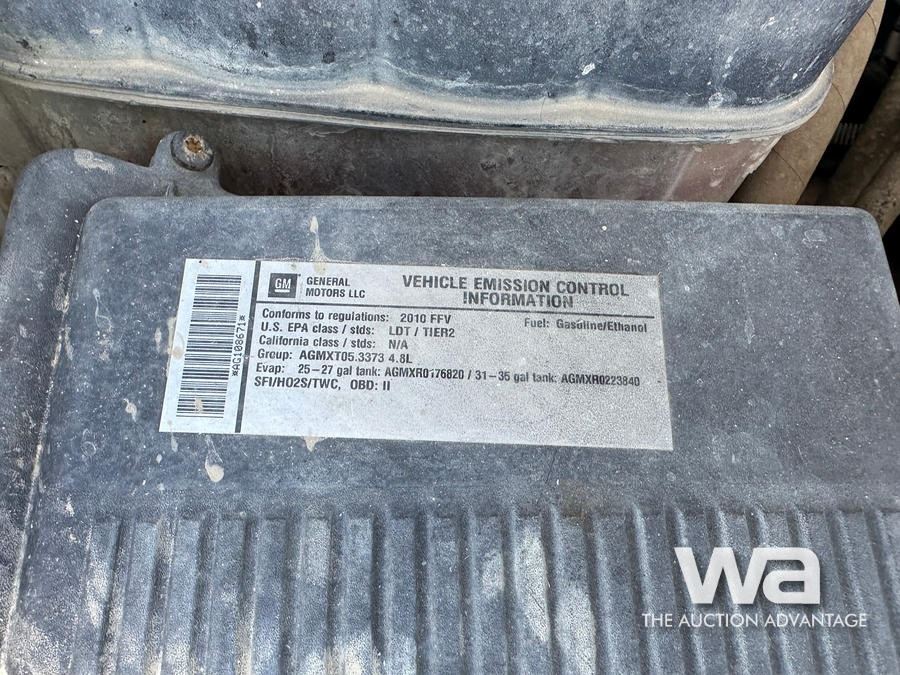 *AG108671*
GM
GENERAL
MOTORS LLC
VEHICLE EMISSION CONTROL
INFORMATION
Conforms to regulations: 2010 FFV
Fuel: Gasoline/Ethanol
U.S. EPA class / stds: LDT / TIER2
California class / stds: N/A
Group: AGMXT05.3373 4.8L
Evap: 25-27 gal tank: AGMXR0176820 / 31-35 gal tank: AGMXR0223840
SFI/HO2S/TWC, OBD: II
wa
THE AUCTION ADVANTAGE